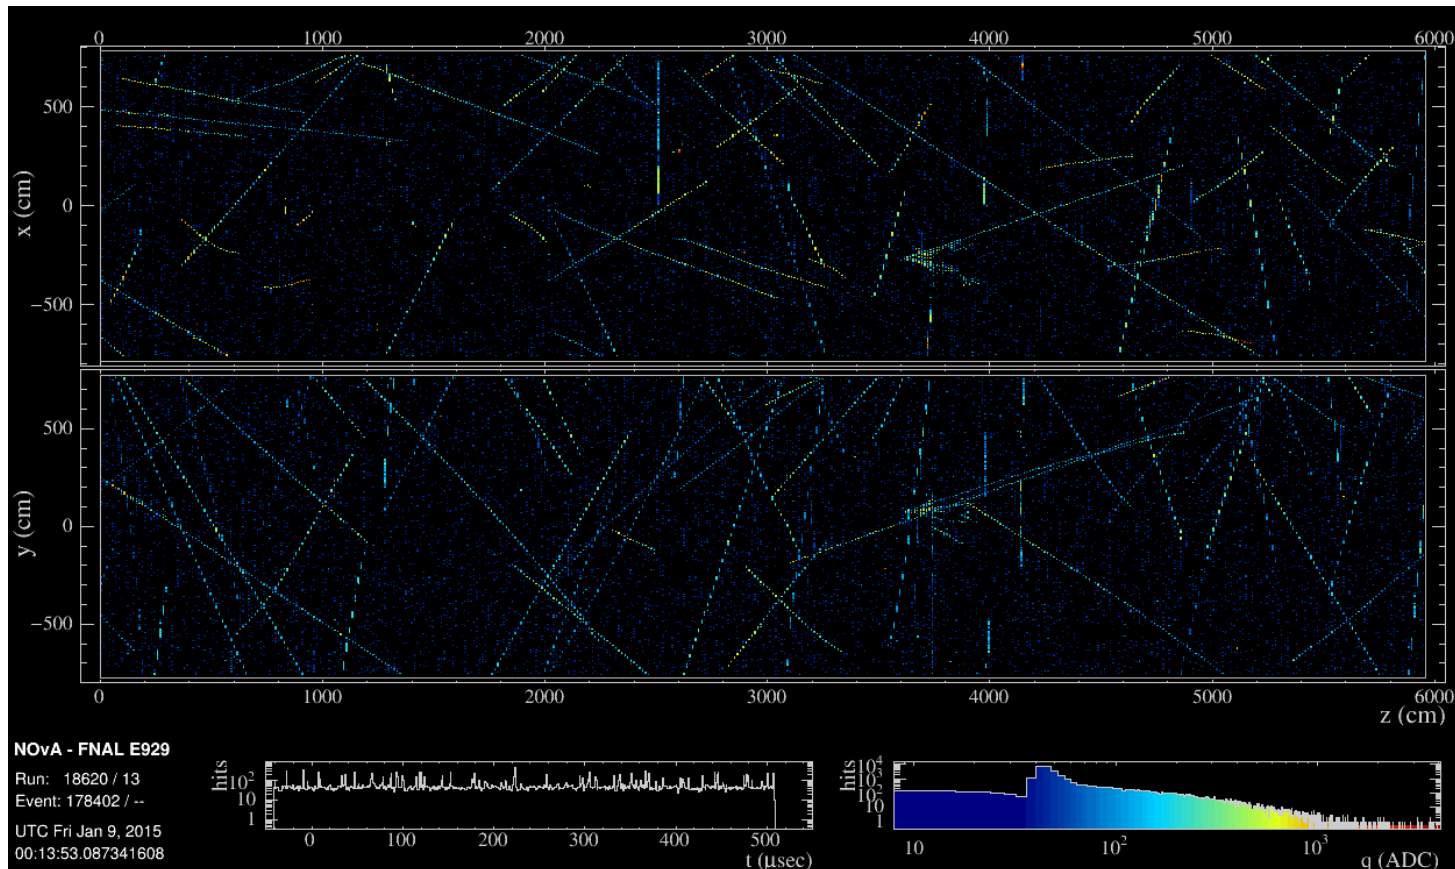 0 1000 2000 3000 4000 5000 6000
500
0
−500
x (cm)
500
0
−500
y (cm)
0 1000 2000 3000 4000 5000 6000
z (cm)
NOvA - FNAL E929
Run: 18620 / 13
Event: 178402 / --
UTC Fri Jan 9, 2015
00:13:53.087341608
hits
10²
10
1
0 100 200 300 400 500
t (μsec)
hits
10⁴
10³
10²
10
1
10 10² 10³
q (ADC)